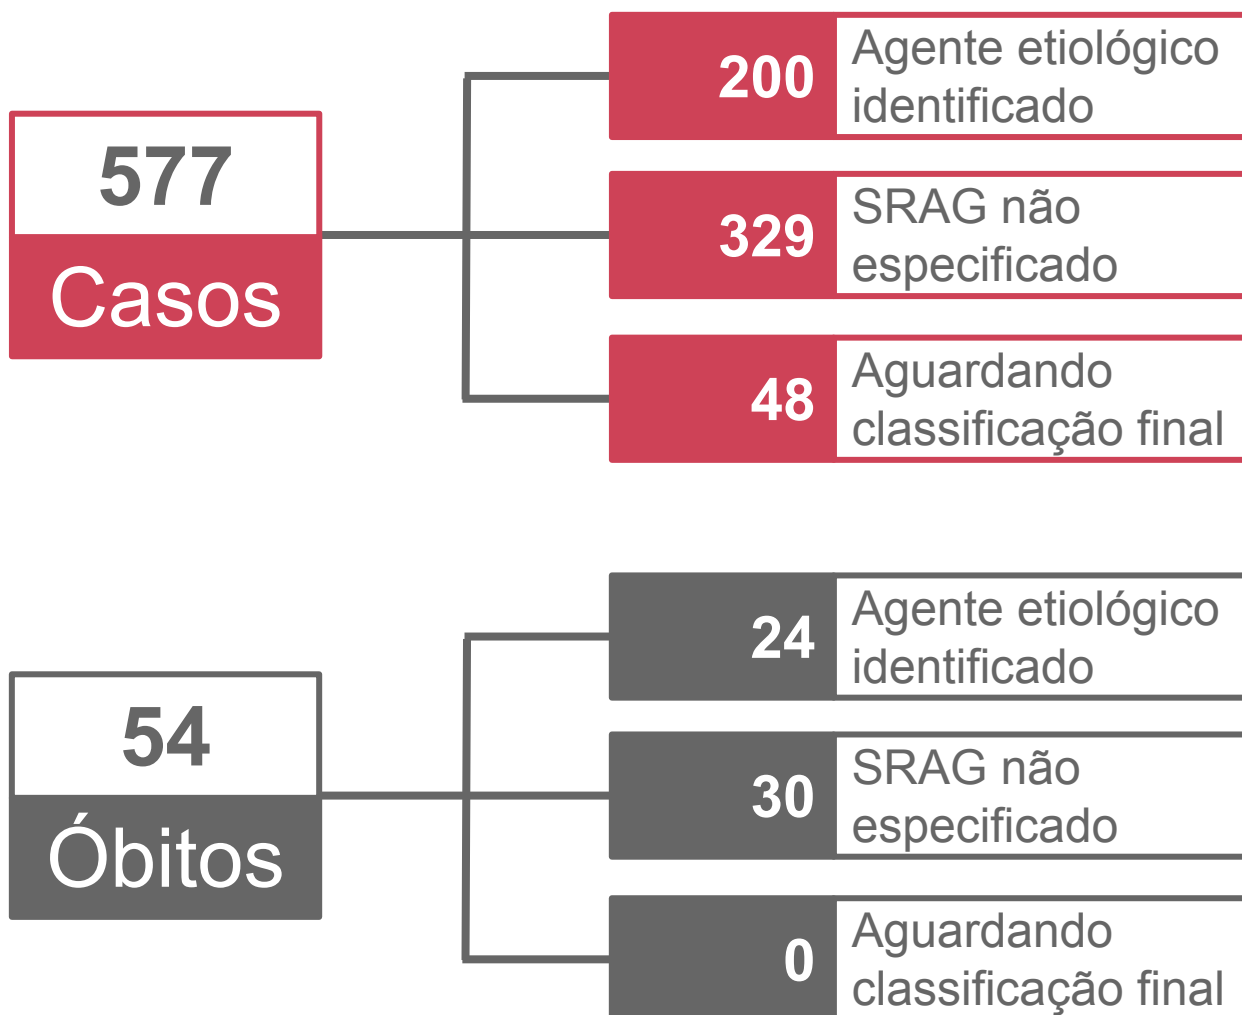 577
Casos
200
Agente etiológico
identificado
329
SRAG não
especificado
48
Aguardando
classificação final
54
Óbitos
24
Agente etiológico
identificado
30
SRAG não
especificado
0
Aguardando
classificação final